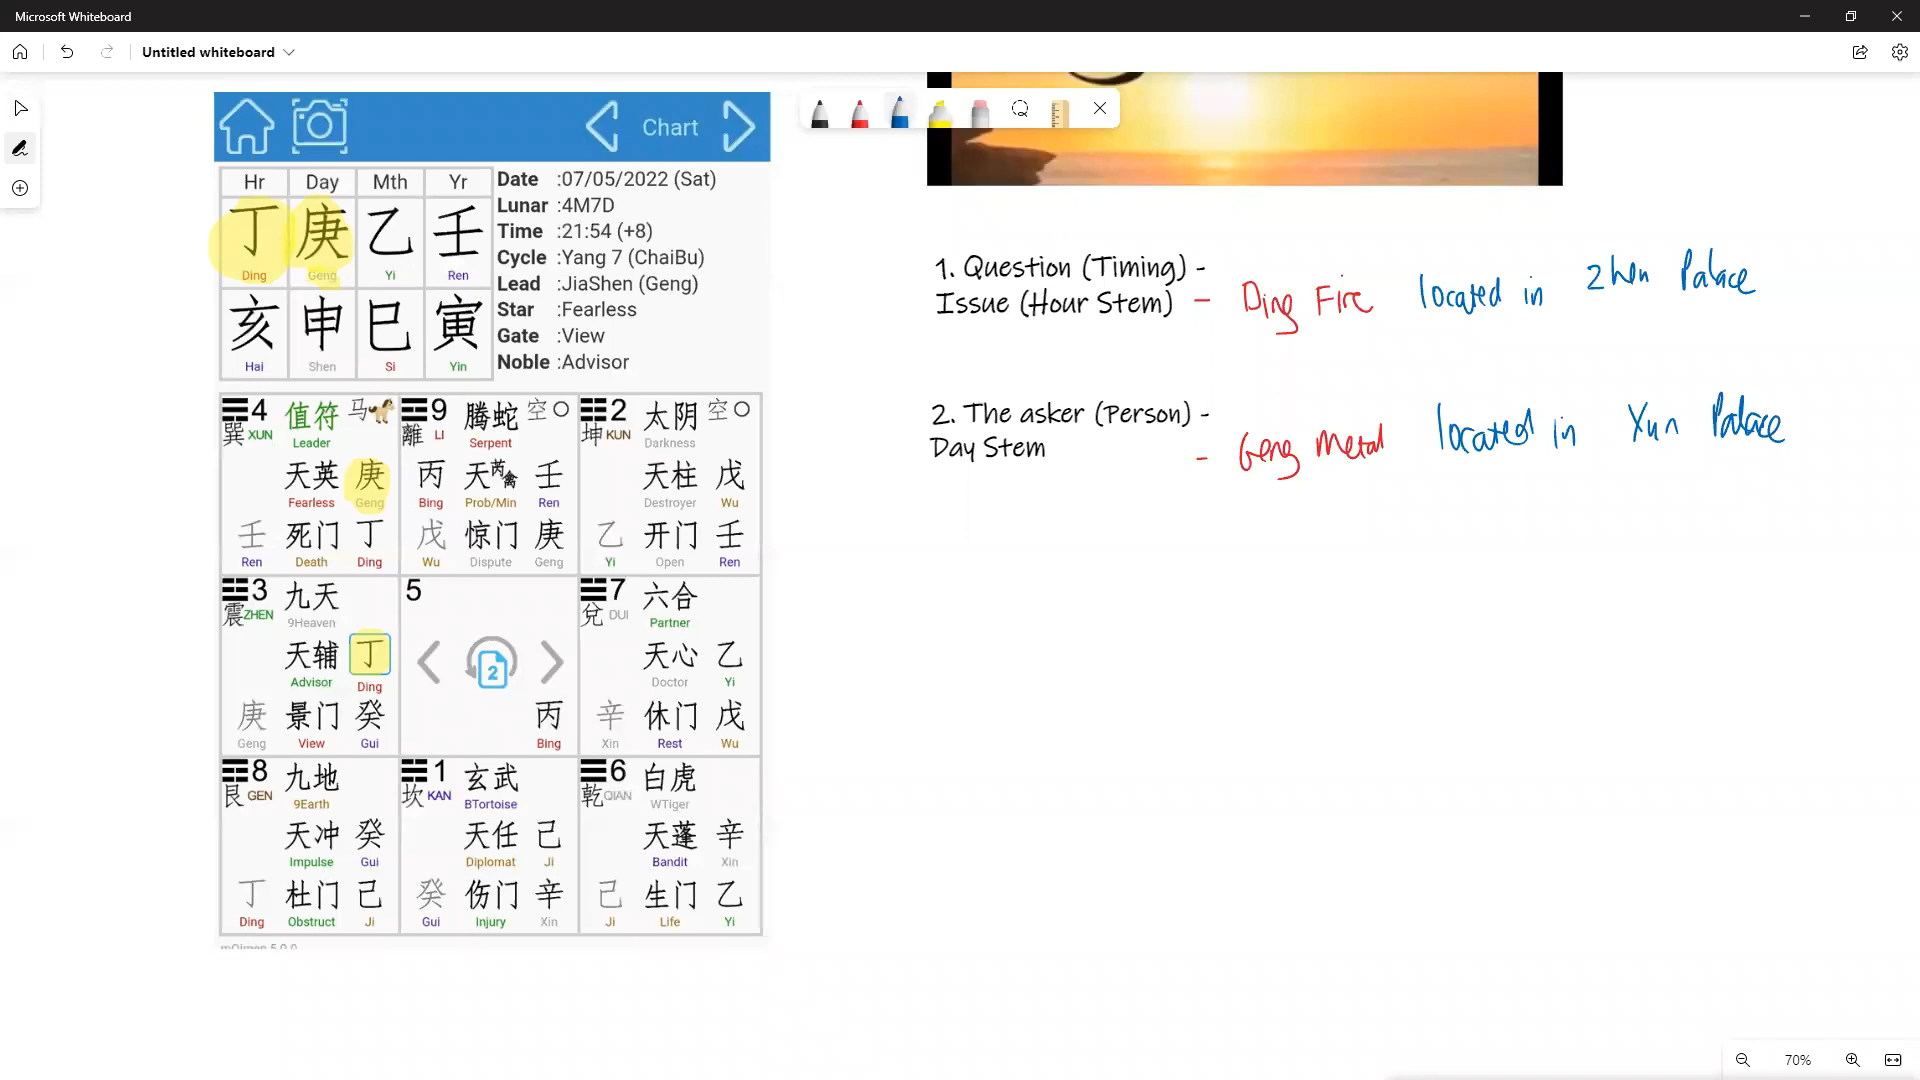 Microsoft Whiteboard
Untitled whiteboard
Chart
Hr Day Mth Yr
丁 庚 乙 壬
Ding Geng Yi Ren
亥 申 巳 寅
Hai Shen Si Yin
Date :07/05/2022 (Sat)
Lunar :4M7D
Time :21:54 (+8)
Cycle :Yang 7 (ChaiBu)
Lead :JiaShen (Geng)
Star :Fearless
Gate :View
Noble :Advisor
4 值符 马
巽 XUN Leader
天英 庚
Fearless Geng
壬 死门 丁
Ren Death Ding
9 腾蛇 空
離 LI Serpent
丙 天芮禽 壬
Bing Prob/Min Ren
戊 惊门 庚
Wu Dispute Geng
2 太阴 空
坤 KUN Darkness
天柱 戊
Destroyer Wu
乙 开门 壬
Yi Open Ren
3 九天
震 ZHEN 9Heaven
天辅 丁
Advisor Ding
庚 景门 癸
Geng View Gui
5
2
丙
Bing
7 六合
兌 DUI Partner
天心 乙
Doctor Yi
辛 休门 戊
Xin Rest Wu
8 九地
艮 GEN 9Earth
天冲 癸
Impulse Gui
丁 杜门 己
Ding Obstruct Ji
1 玄武
坎 KAN BTortoise
天任 己
Diplomat Ji
癸 伤门 辛
Gui Injury Xin
6 白虎
乾 QIAN WTiger
天蓬 辛
Bandit Xin
己 生门 乙
Ji Life Yi
1. Question (Timing) -
Issue (Hour Stem) - Ding Fire located in Zhen Palace
2. The asker (Person) -
Day Stem - Geng Metal located in Xun Palace
70%